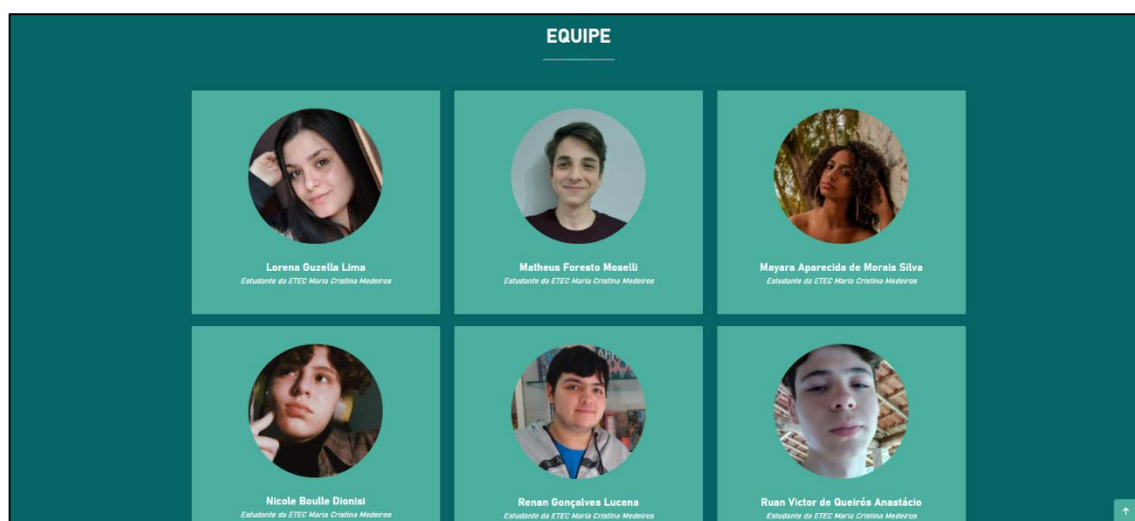 EQUIPE
Lorena Guzella Lima
Estudante da ETEC Maria Cristina Medeiros
Matheus Foresto Moselli
Estudante da ETEC Maria Cristina Medeiros
Mayara Aparecida de Morais Silva
Estudante da ETEC Maria Cristina Medeiros
Nicole Boulle Dionisi
Estudante da ETEC Maria Cristina Medeiros
Renan Gonçalves Lucena
Estudante da ETEC Maria Cristina Medeiros
Ruan Victor de Queirós Anastácio
Estudante da ETEC Maria Cristina Medeiros